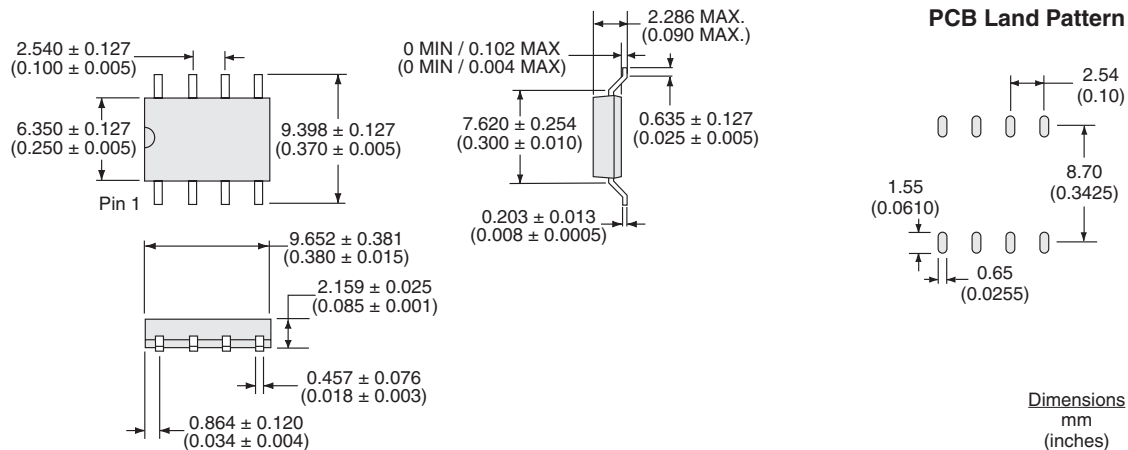 2.540 ± 0.127
(0.100 ± 0.005)
6.350 ± 0.127
(0.250 ± 0.005)
9.398 ± 0.127
(0.370 ± 0.005)
Pin 1
9.652 ± 0.381
(0.380 ± 0.015)
2.159 ± 0.025
(0.085 ± 0.001)
0.457 ± 0.076
(0.018 ± 0.003)
0.864 ± 0.120
(0.034 ± 0.004)
2.286 MAX.
(0.090 MAX.)
0 MIN / 0.102 MAX
(0 MIN / 0.004 MAX)
7.620 ± 0.254
(0.300 ± 0.010)
0.635 ± 0.127
(0.025 ± 0.005)
0.203 ± 0.013
(0.008 ± 0.0005)
PCB Land Pattern
2.54
(0.10)
8.70
(0.3425)
1.55
(0.0610)
0.65
(0.0255)
Dimensions
mm
(inches)